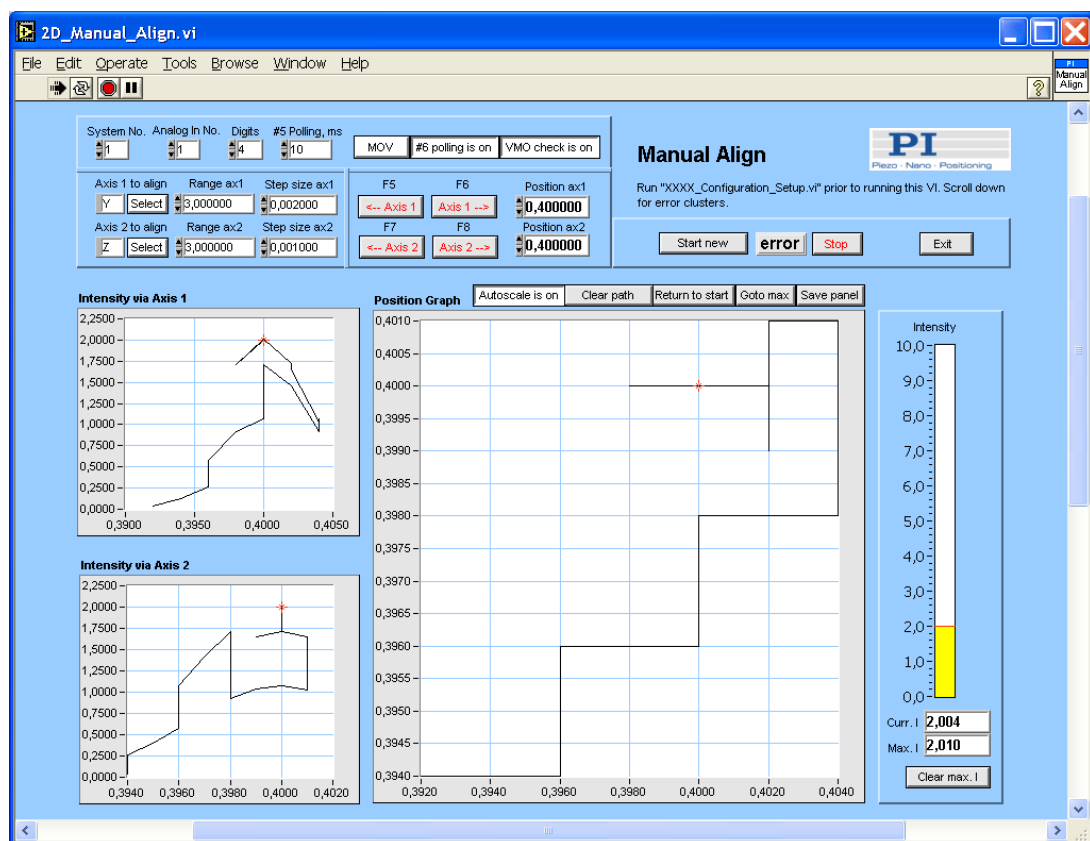 2D_Manual_Align.vi
File Edit Operate Tools Browse Window Help
PI
Manual
Align
?
System No. Analog In No. Digits #5 Polling, ms
1 1 4 10
MOV #6 polling is on VMO check is on
Axis 1 to align Range ax1 Step size ax1
Y Select 3,000000 0,002000
Axis 2 to align Range ax2 Step size ax2
Z Select 3,000000 0,001000
F5 F6 Position ax1
<-- Axis 1 Axis 1 --> 0,400000
F7 F8 Position ax2
<-- Axis 2 Axis 2 --> 0,400000
Manual Align
PI
Piezo · Nano · Positioning
Run "XXXX_Configuration_Setup.vi" prior to running this VI. Scroll down
for error clusters.
Start new error Stop Exit
Intensity via Axis 1
2,2500
2,0000
1,7500
1,5000
1,2500
1,0000
0,7500
0,5000
0,2500
0,0000
0,3900 0,3950 0,4000 0,4050
Intensity via Axis 2
2,2500
2,0000
1,7500
1,5000
1,2500
1,0000
0,7500
0,5000
0,2500
0,0000
0,3940 0,3960 0,3980 0,4000 0,4020
Position Graph Autoscale is on Clear path Return to start Goto max Save panel
0,4010
0,4005
0,4000
0,3995
0,3990
0,3985
0,3980
0,3975
0,3970
0,3965
0,3960
0,3955
0,3950
0,3945
0,3940
0,3920 0,3940 0,3960 0,3980 0,4000 0,4020 0,4040
Intensity
10,0
9,0
8,0
7,0
6,0
5,0
4,0
3,0
2,0
1,0
0,0
Curr. I 2,004
Max. I 2,010
Clear max. I